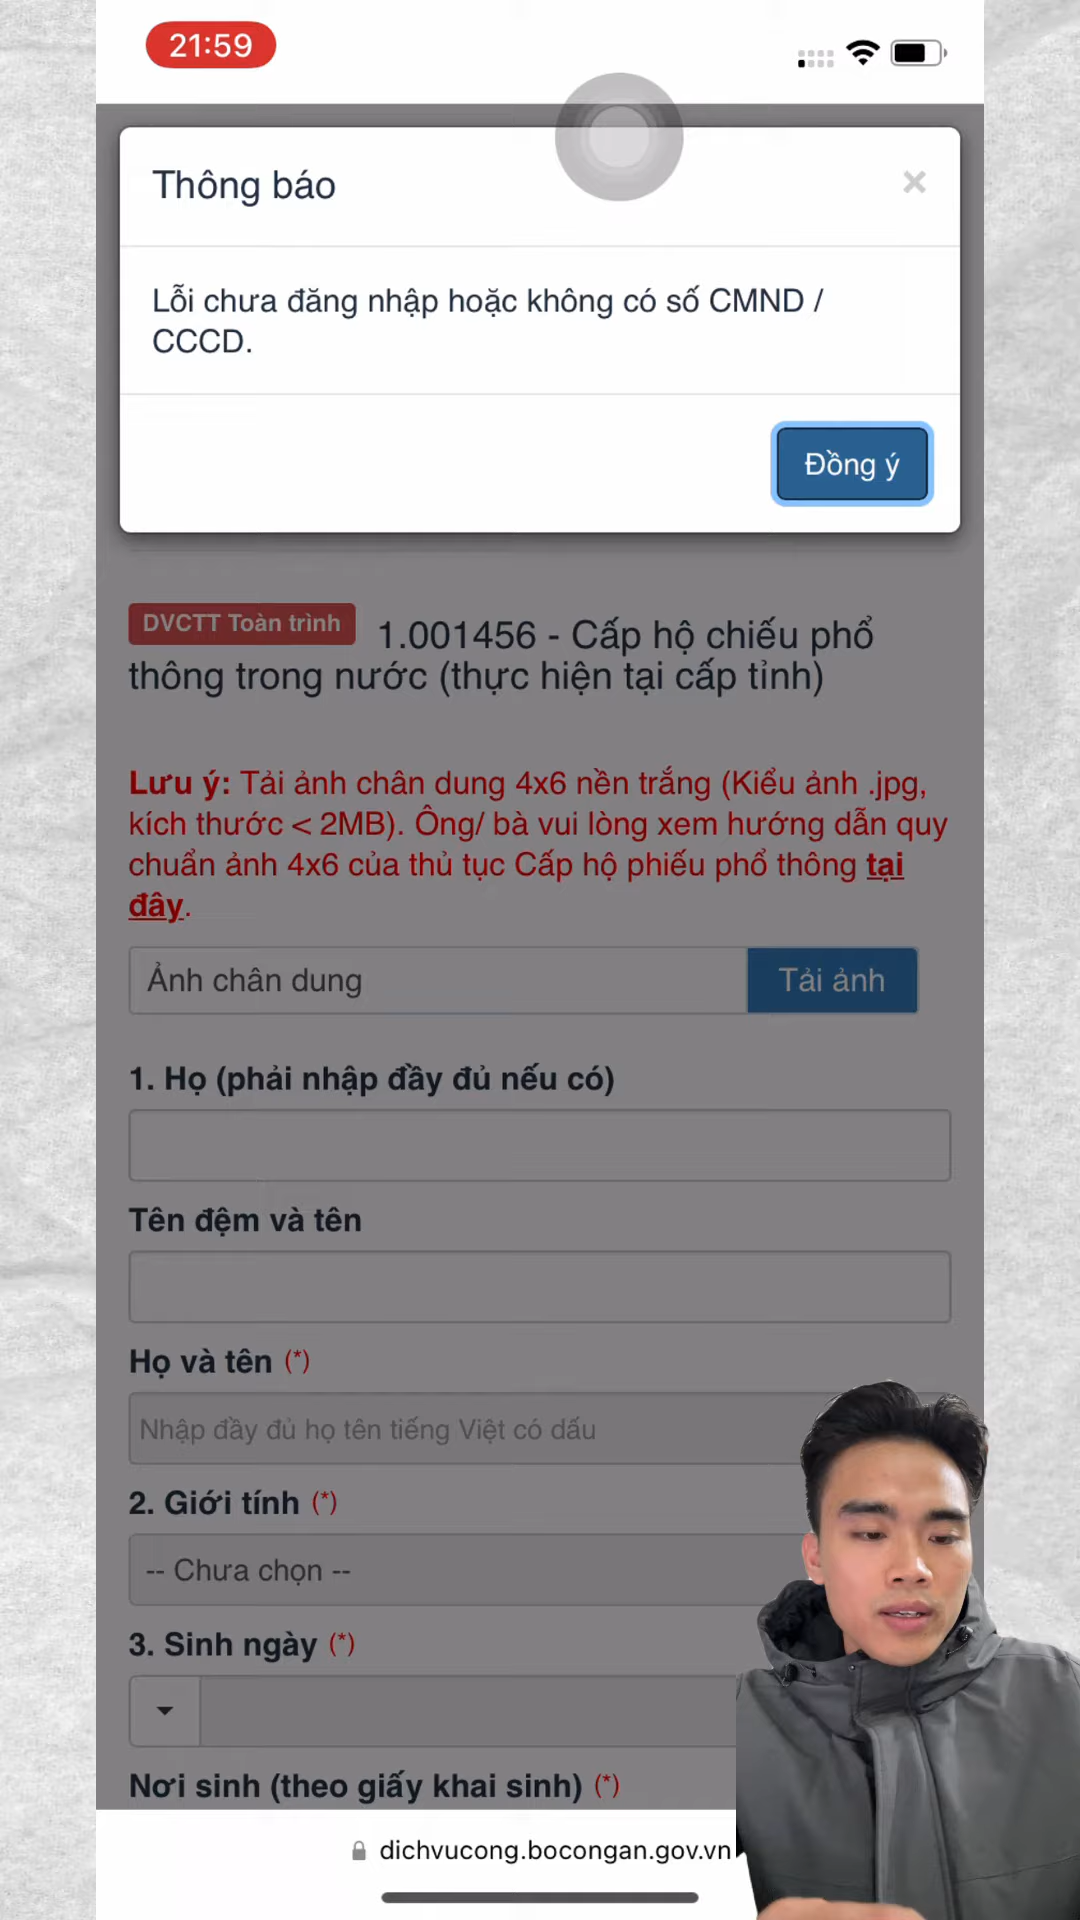 21:59
Thông báo
×
Lỗi chưa đăng nhập hoặc không có số CMND /
CCCD.
Đồng ý
DVCTT Toàn trình 1.001456 - Cấp hộ chiếu phổ
thông trong nước (thực hiện tại cấp tỉnh)
Lưu ý: Tải ảnh chân dung 4x6 nền trắng (Kiểu ảnh .jpg,
kích thước < 2MB). Ông/ bà vui lòng xem hướng dẫn quy
chuẩn ảnh 4x6 của thủ tục Cấp hộ phiếu phổ thông tại
đây.
Ảnh chân dung Tải ảnh
1. Họ (phải nhập đầy đủ nếu có)
Tên đệm và tên
Họ và tên (*)
Nhập đầy đủ họ tên tiếng Việt có dấu
2. Giới tính (*)
-- Chưa chọn --
3. Sinh ngày (*)
Nơi sinh (theo giấy khai sinh) (*)
dichvucong.bocongan.gov.vn